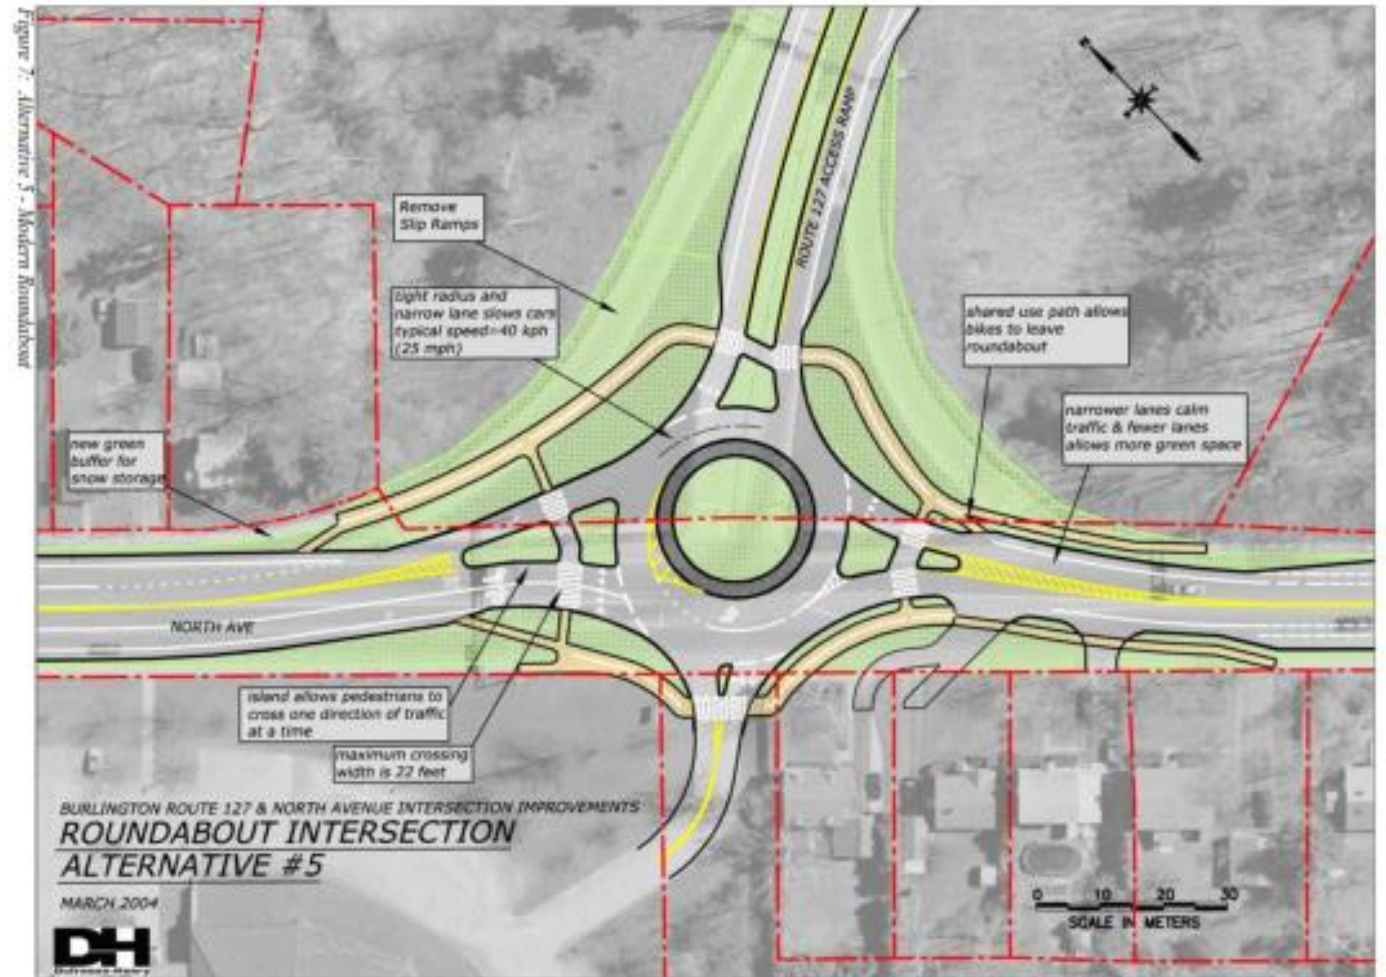 Figure 7: Alternative 5 - Modern Roundabout
Remove
Slip Ramps
tight radius and
narrow lane slows cars
typical speed=40 kph
(25 mph)
ROUTE 127 ACCESS RAMP
shared use path allows
bikes to leave
roundabout
narrower lanes calm
traffic & fewer lanes
allows more green space
new green
buffer for
snow storage
NORTH AVE
island allows pedestrians to
cross one direction of traffic
at a time
maximum crossing
width is 22 feet
BURLINGTON ROUTE 127 & NORTH AVENUE INTERSECTION IMPROVEMENTS
ROUNDABOUT INTERSECTION
ALTERNATIVE #5
MARCH 2004
DH
Dufresne-Henry
0 10 20 30
SCALE IN METERS